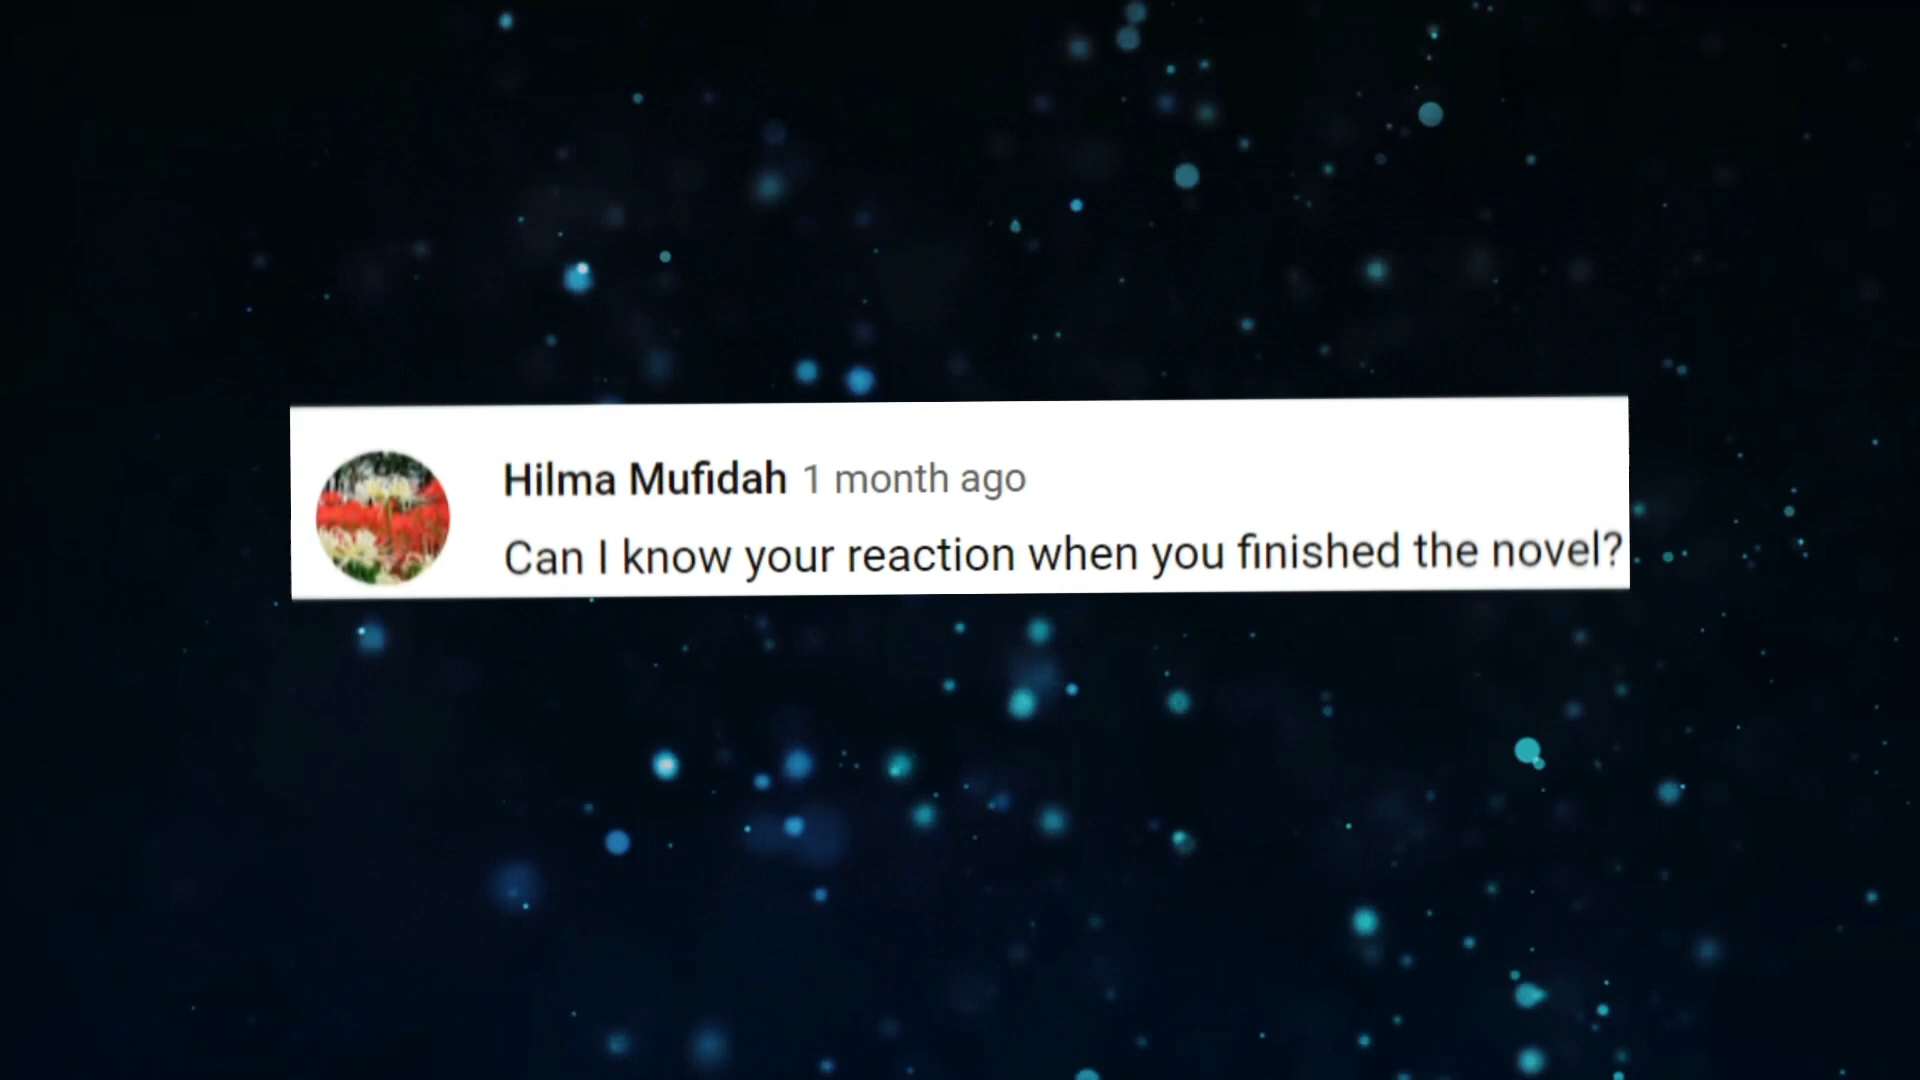 Hilma Mufidah 1 month ago
Can I know your reaction when you finished the novel?